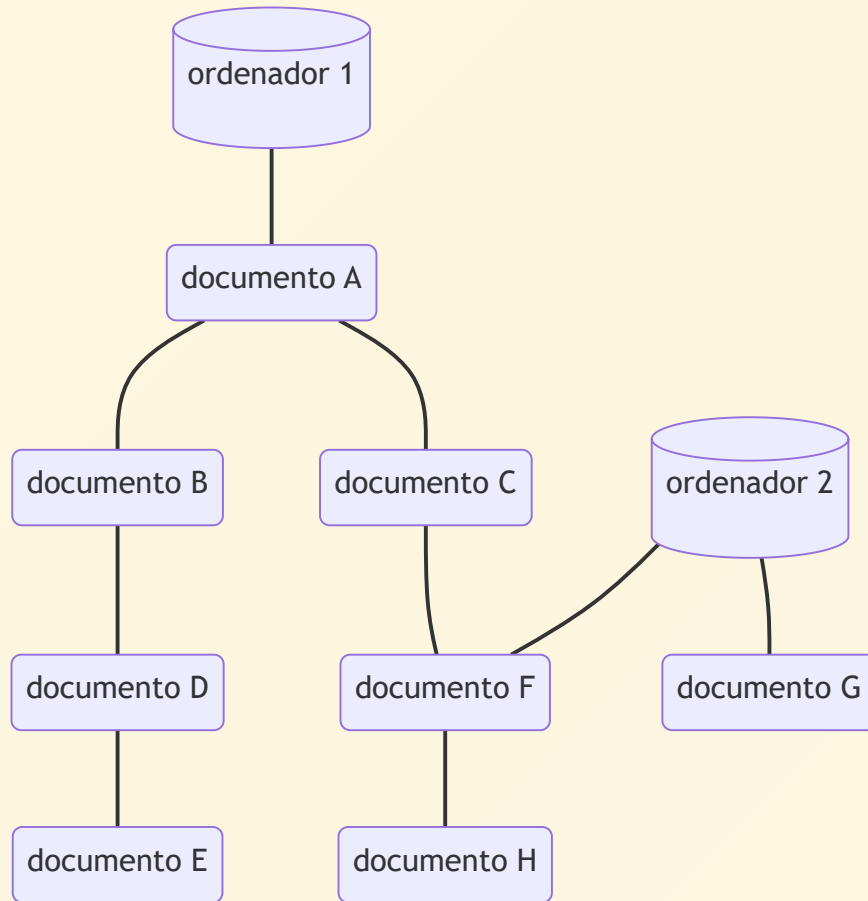 ordenador 1
documento A
documento B
documento C
ordenador 2
documento D
documento F
documento G
documento E
documento H